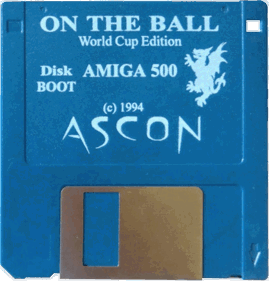 ON THE BALL
World Cup Edition
Disk AMIGA 500
BOOT
(c) 1994
ASCON